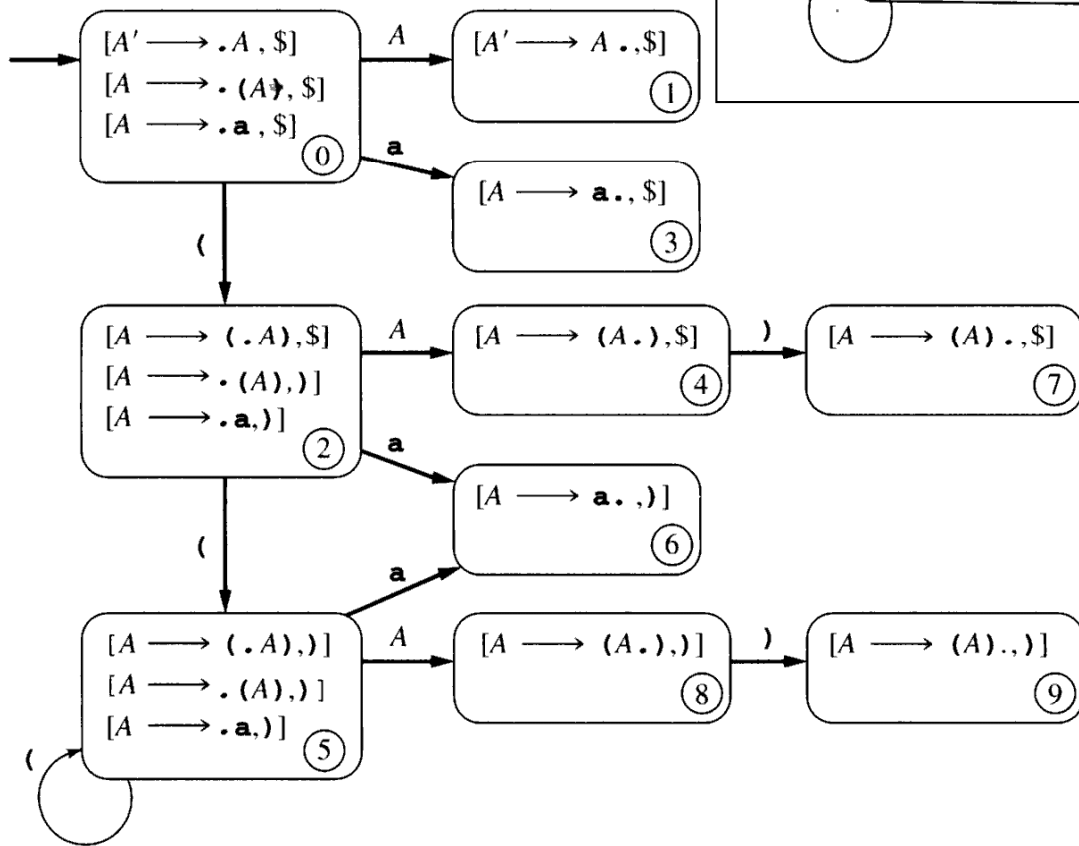 [A' ⟶ .A , $]
[A ⟶ .(A), $]
[A ⟶ .a , $]
0
A
[A' ⟶ A .,$]
1
a
[A ⟶ a., $]
3
(
[A ⟶ (.A),$]
[A ⟶ .(A),)]
[A ⟶ .a,)]
2
A
[A ⟶ (A.),$]
4
)
[A ⟶ (A).,$]
7
a
[A ⟶ a. ,)]
6
(
a
[A ⟶ (.A),)]
[A ⟶ .(A),)]
[A ⟶ .a,)]
5
A
[A ⟶ (A.),)]
8
)
[A ⟶ (A).,)]
9
(